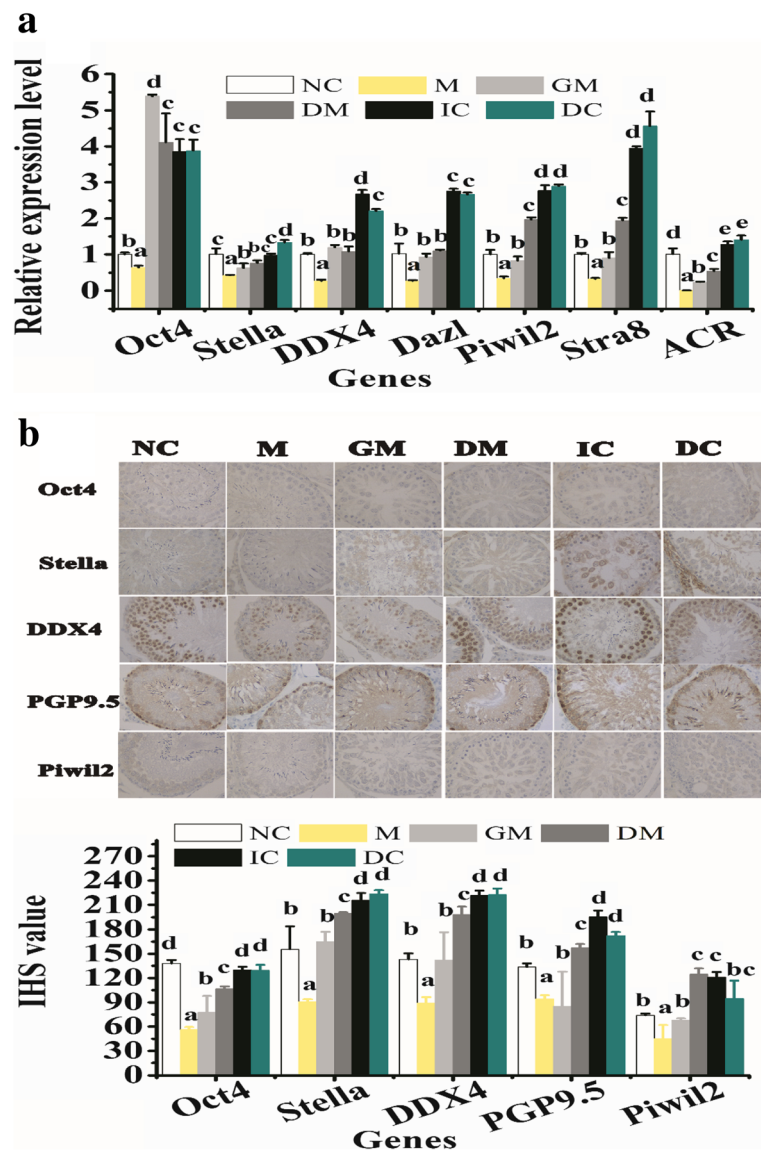 a
Relative expression level
6
5
4
3
2
1
0
NC M GM
DM IC DC
b a d c c c
c a b bc c d
b a b b d c
b a b b c c
b a b c d d
b a b c d d
d a b c e e
Oct4 Stella DDX4 Dazl Piwil2 Stra8 ACR
Genes
b
NC M GM DM IC DC
Oct4
Stella
DDX4
PGP9.5
Piwil2
IHS value
270
240
210
180
150
120
90
60
30
0
NC M GM DM
IC DC
d a b c d d
b a b c d d
b a b c d d
b a b c d c
b a b c c bc
Oct4 Stella DDX4 PGP9.5 Piwil2
Genes